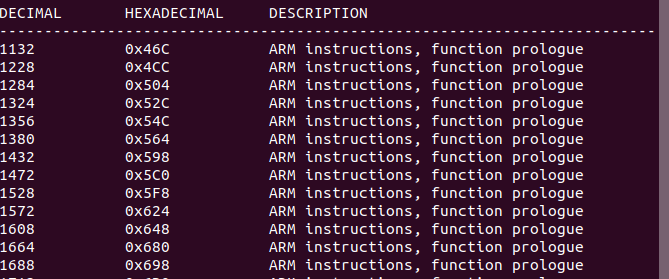 DECIMAL HEXADECIMAL DESCRIPTION
--------------------------------------------------------------------------------
1132 0x46C ARM instructions, function prologue
1228 0x4CC ARM instructions, function prologue
1284 0x504 ARM instructions, function prologue
1324 0x52C ARM instructions, function prologue
1356 0x54C ARM instructions, function prologue
1380 0x564 ARM instructions, function prologue
1432 0x598 ARM instructions, function prologue
1472 0x5C0 ARM instructions, function prologue
1528 0x5F8 ARM instructions, function prologue
1572 0x624 ARM instructions, function prologue
1608 0x648 ARM instructions, function prologue
1664 0x680 ARM instructions, function prologue
1688 0x698 ARM instructions, function prologue